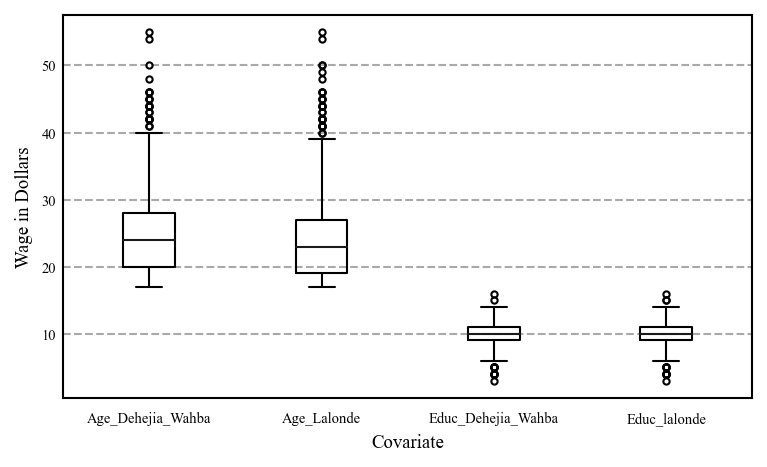 50
40
30
20
10
Wage in Dollars
Age_Dehejia_Wahba
Age_Lalonde
Educ_Dehejia_Wahba
Educ_lalonde
Covariate